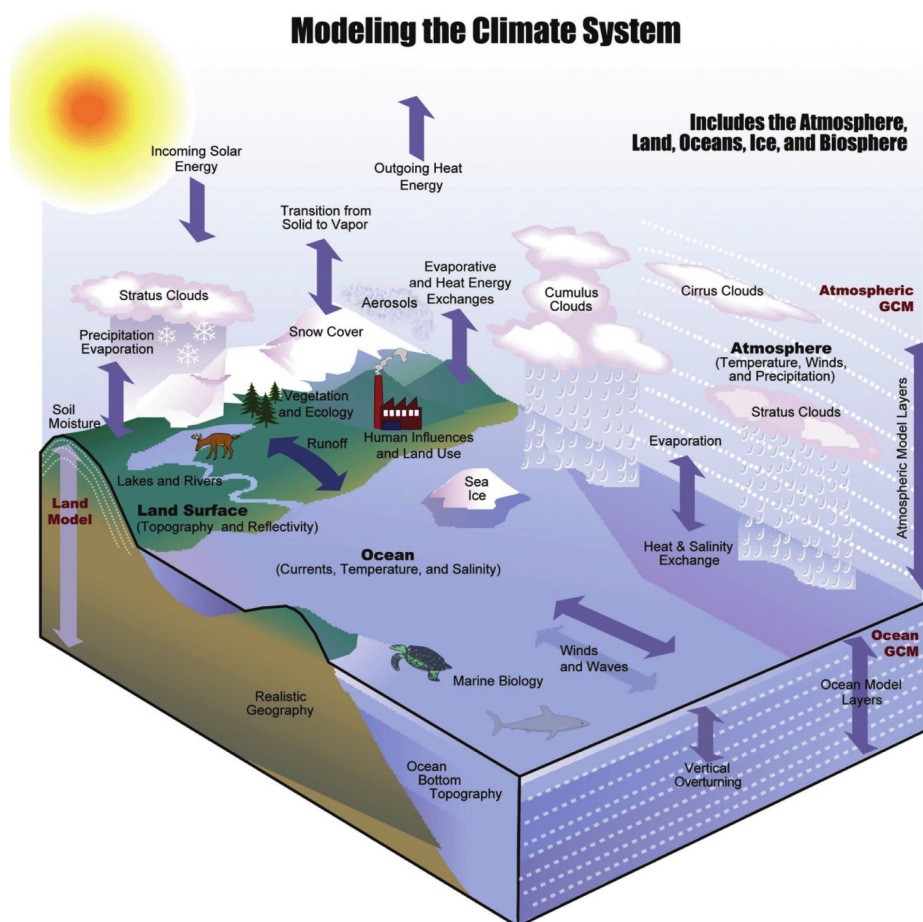 Modeling the Climate System
Includes the Atmosphere,
Land, Oceans, Ice, and Biosphere
Incoming Solar
Energy
Outgoing Heat
Energy
Transition from
Solid to Vapor
Stratus Clouds
Aerosols
Evaporative
and Heat Energy
Exchanges
Cumulus
Clouds
Cirrus Clouds
Atmospheric
GCM
Snow Cover
Precipitation
Evaporation
Atmosphere
(Temperature, Winds,
and Precipitation)
Vegetation
and Ecology
Soil
Moisture
Stratus Clouds
Human Influences
and Land Use
Runoff
Evaporation
Atmospheric Model Layers
Lakes and Rivers
Sea
Ice
Land
Model
Land Surface
(Topography and Reflectivity)
Heat & Salinity
Exchange
Ocean
(Currents, Temperature, and Salinity)
Ocean
GCM
Winds
and Waves
Marine Biology
Ocean Model
Layers
Realistic
Geography
Ocean
Bottom
Topography
Vertical
Overturning